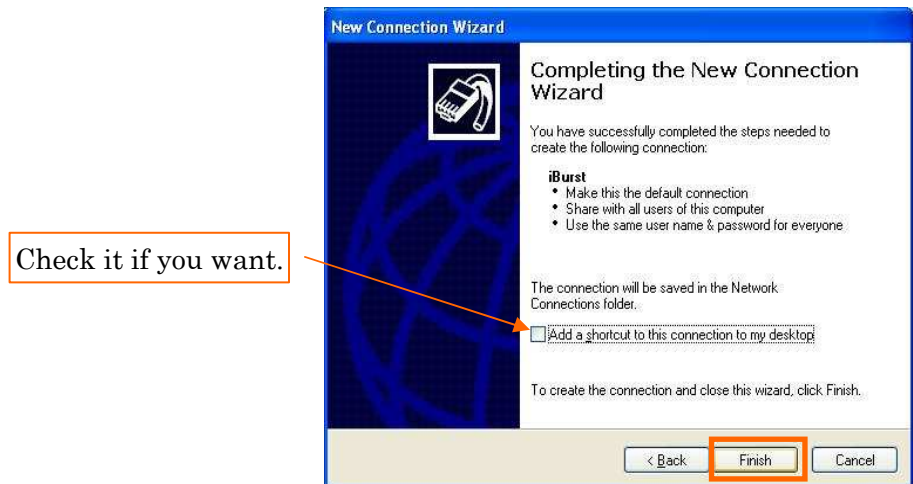 New Connection Wizard
Completing the New Connection
Wizard
You have successfully completed the steps needed to
create the following connection:
iBurst
• Make this the default connection
• Share with all users of this computer
• Use the same user name & password for everyone
Check it if you want.
The connection will be saved in the Network
Connections folder.
Add a shortcut to this connection to my desktop
To create the connection and close this wizard, click Finish.
< Back Finish Cancel